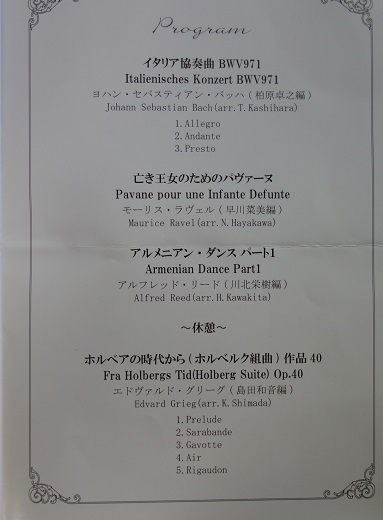 Program
イタリア協奏曲 BWV971
Italienisches Konzert BWV971
ヨハン・セバスティアン・バッハ(柏原卓之編)
Johann Sebastian Bach(arr.T.Kashihara)
1.Allegro
2.Andante
3.Presto
亡き王女のためのパヴァーヌ
Pavane pour une Infante Defunte
モーリス・ラヴェル(早川菜美編)
Maurice Ravel(arr.N.Hayakawa)
アルメニアン・ダンス パート1
Armenian Dance Part1
アルフレッド・リード(川北栄樹編)
Alfred Reed(arr.H.Kawakita)
～休憩～
ホルベアの時代から(ホルベルク組曲)作品40
Fra Holbergs Tid(Holberg Suite) Op.40
エドヴァルド・グリーグ(島田和音編)
Edvard Grieg(arr.K.Shimada)
1.Prelude
2.Sarabande
3.Gavotte
4.Air
5.Rigaudon